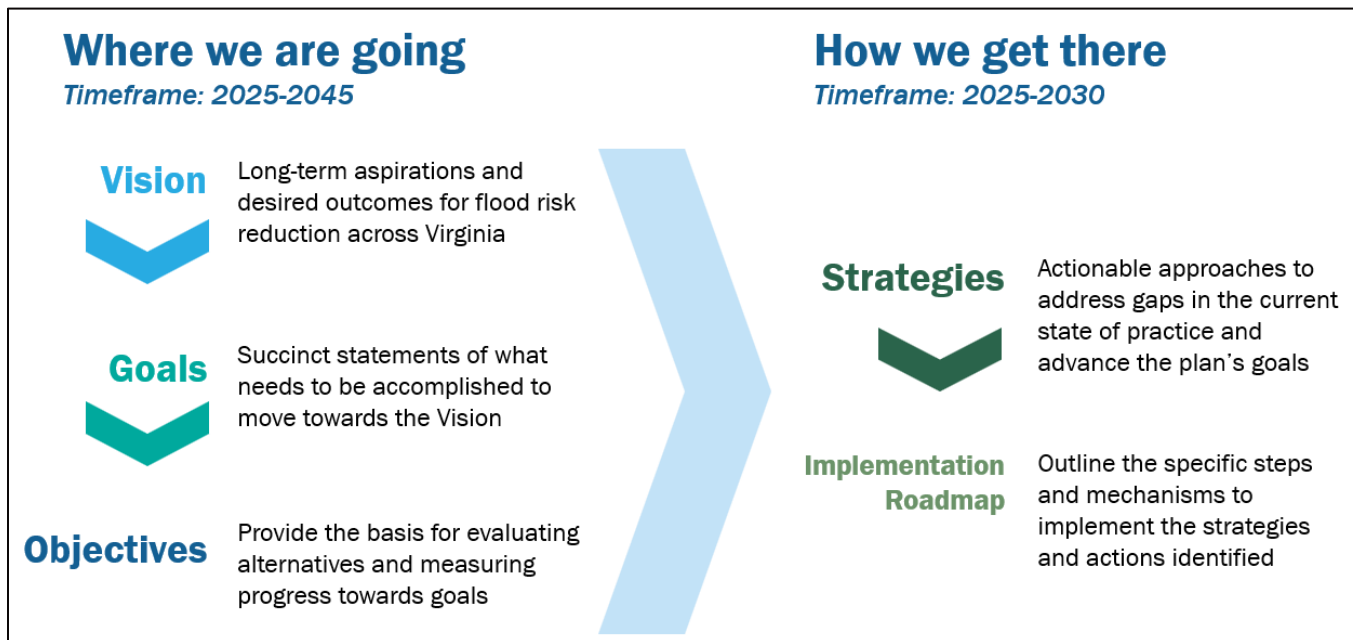 Where we are going
Timeframe: 2025-2045
Vision
Long-term aspirations and
desired outcomes for flood risk
reduction across Virginia
Goals
Succinct statements of what
needs to be accomplished to
move towards the Vision
Objectives
Provide the basis for evaluating
alternatives and measuring
progress towards goals
How we get there
Timeframe: 2025-2030
Strategies
Actionable approaches to
address gaps in the current
state of practice and
advance the plan’s goals
Implementation
Roadmap
Outline the specific steps
and mechanisms to
implement the strategies
and actions identified